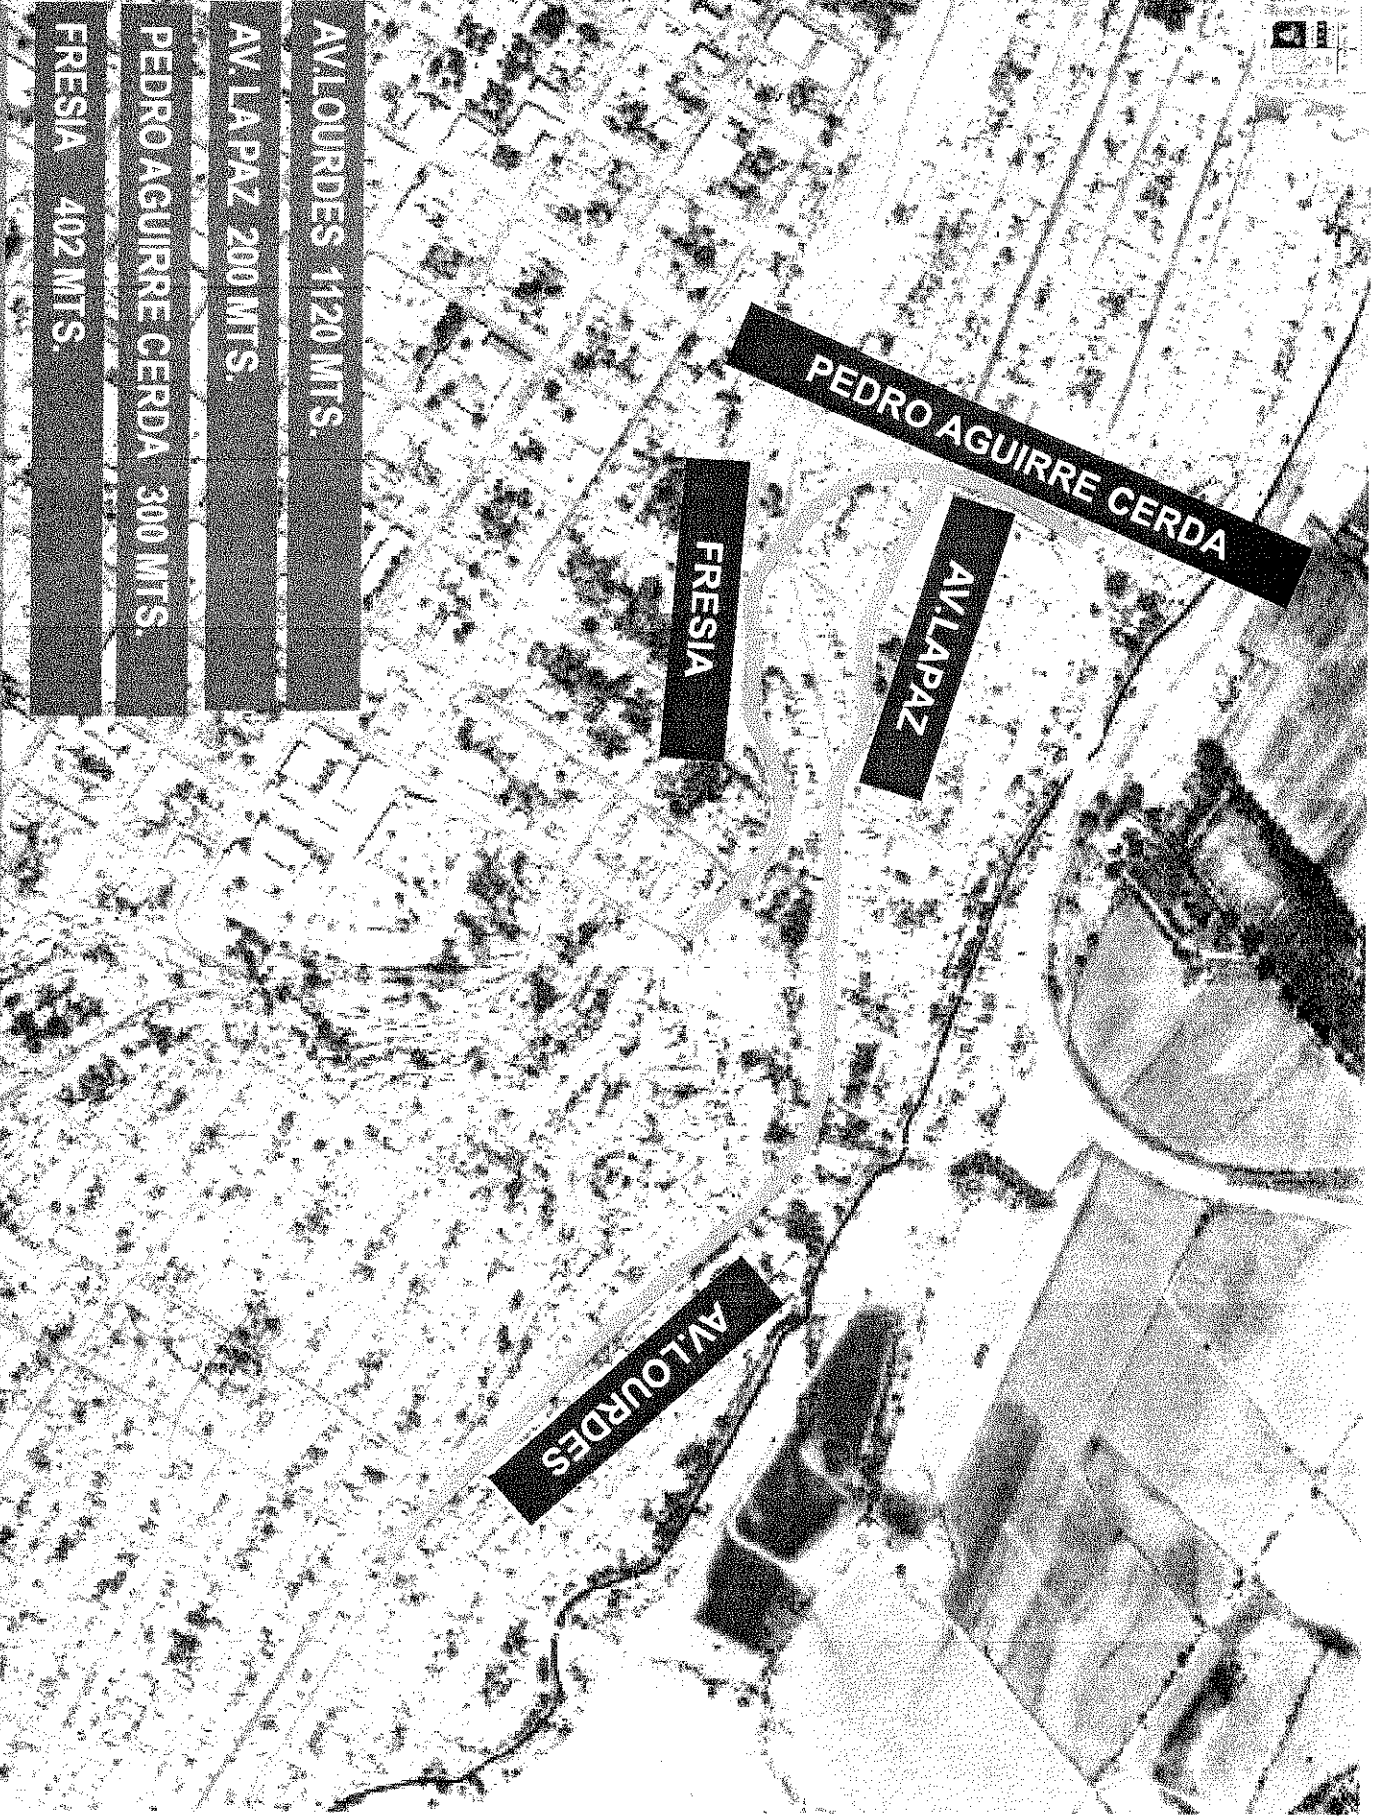 AV.LOURDES 1120 MTS.
AV. LA PAZ 200 MTS.
PEDRO AGUIRRE CERDA 300 MTS.
FRESIA 402 MTS.
PEDRO AGUIRRE CERDA
AV.LAPAZ
FRESIA
AV.LOURDES